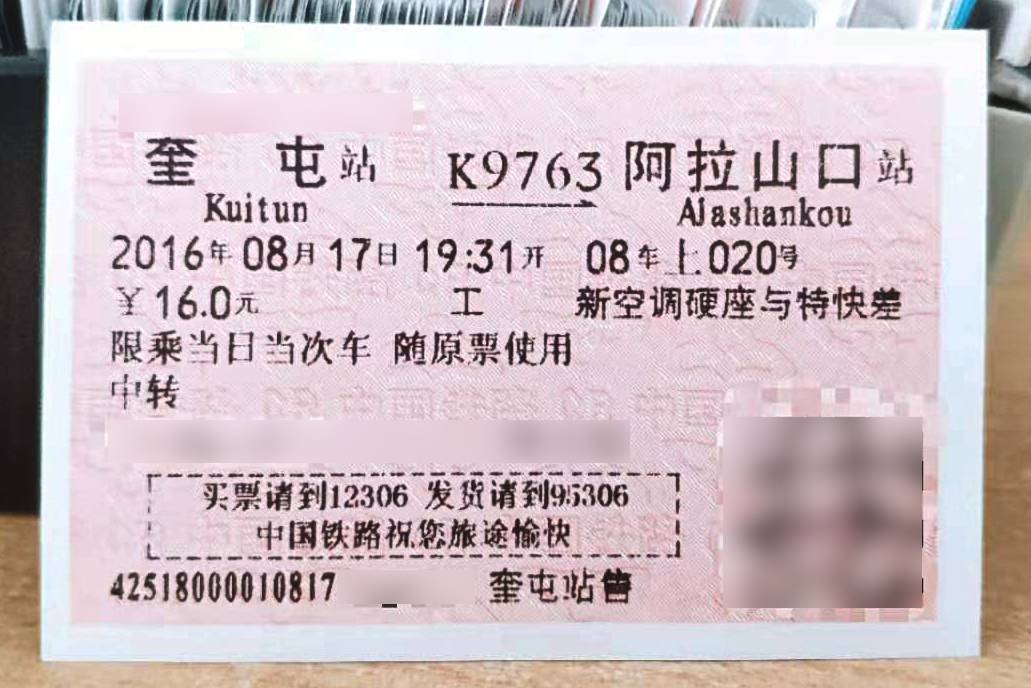 奎屯站 K9763 阿拉山口站
Kuitun Alashankou
2016年08月17日 19:31开 08车上020号
￥16.0元 工 新空调硬座与特快差
限乘当日当次车 随原票使用
中转
买票请到12306 发货请到95306
中国铁路祝您旅途愉快
42518000010817 奎屯站售